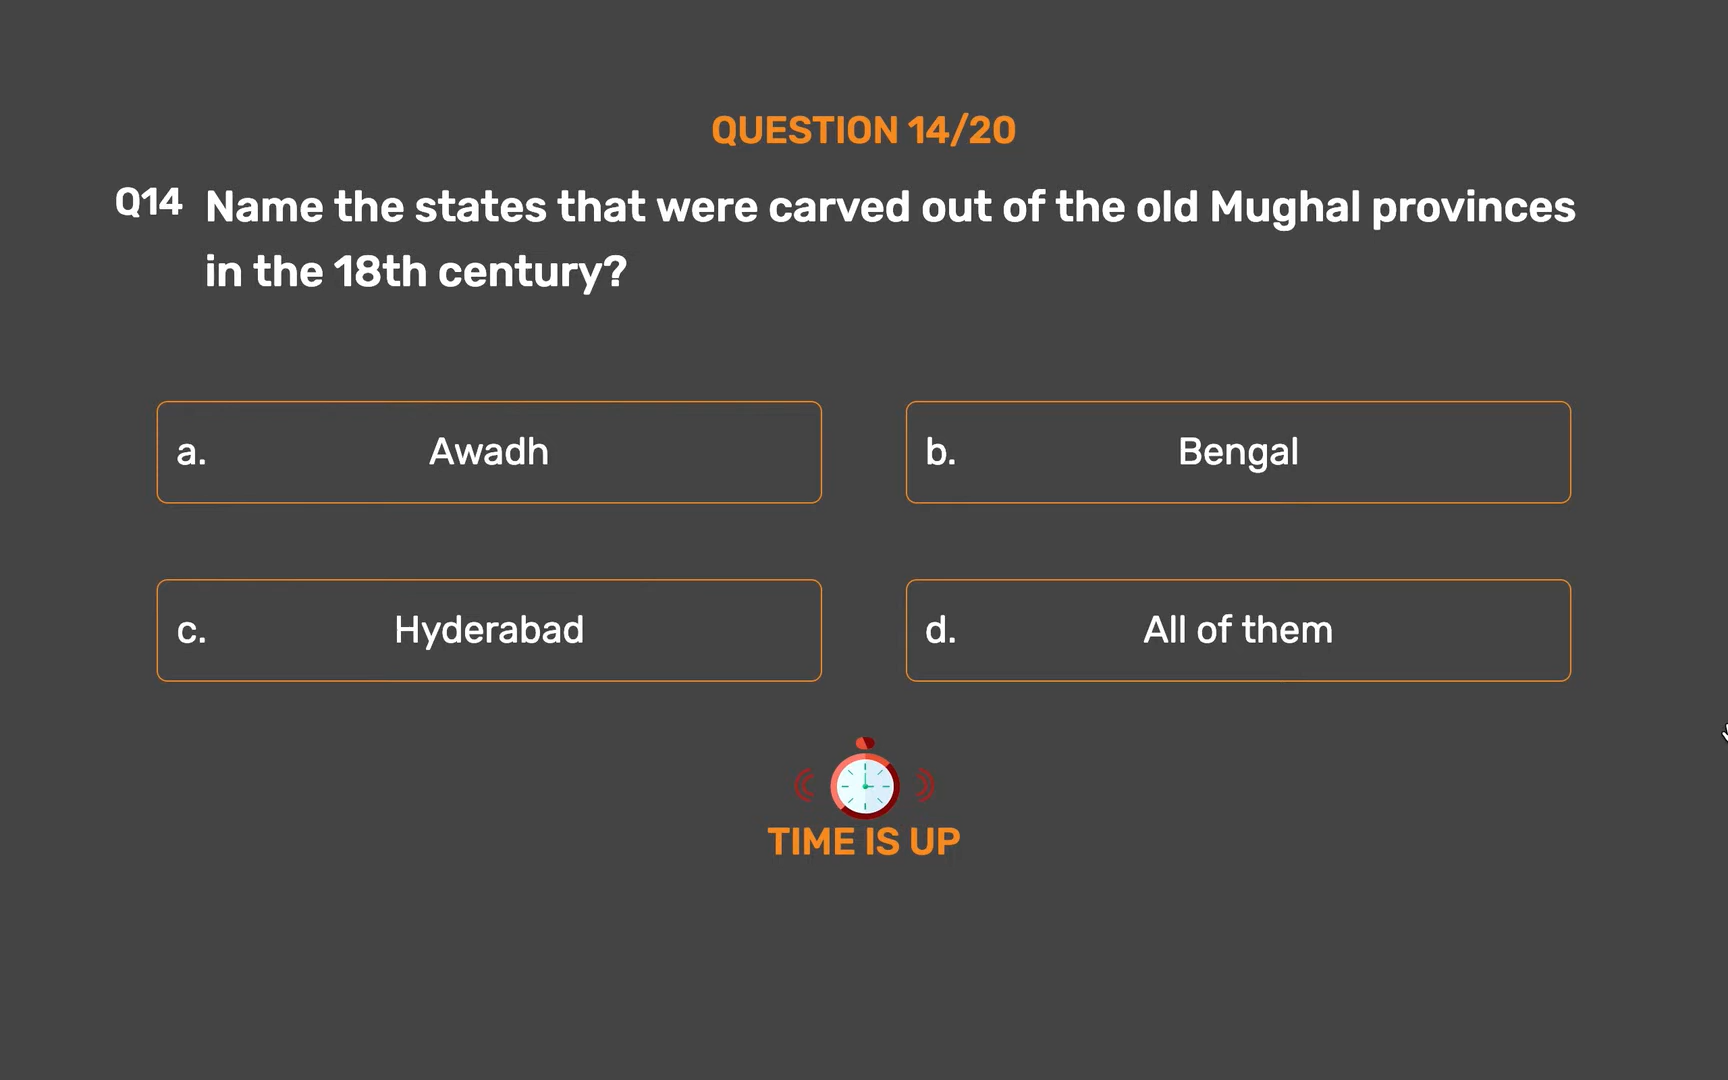 QUESTION 14/20
Q14 Name the states that were carved out of the old Mughal provinces
in the 18th century?
a. Awadh
b. Bengal
c. Hyderabad
d. All of them
TIME IS UP